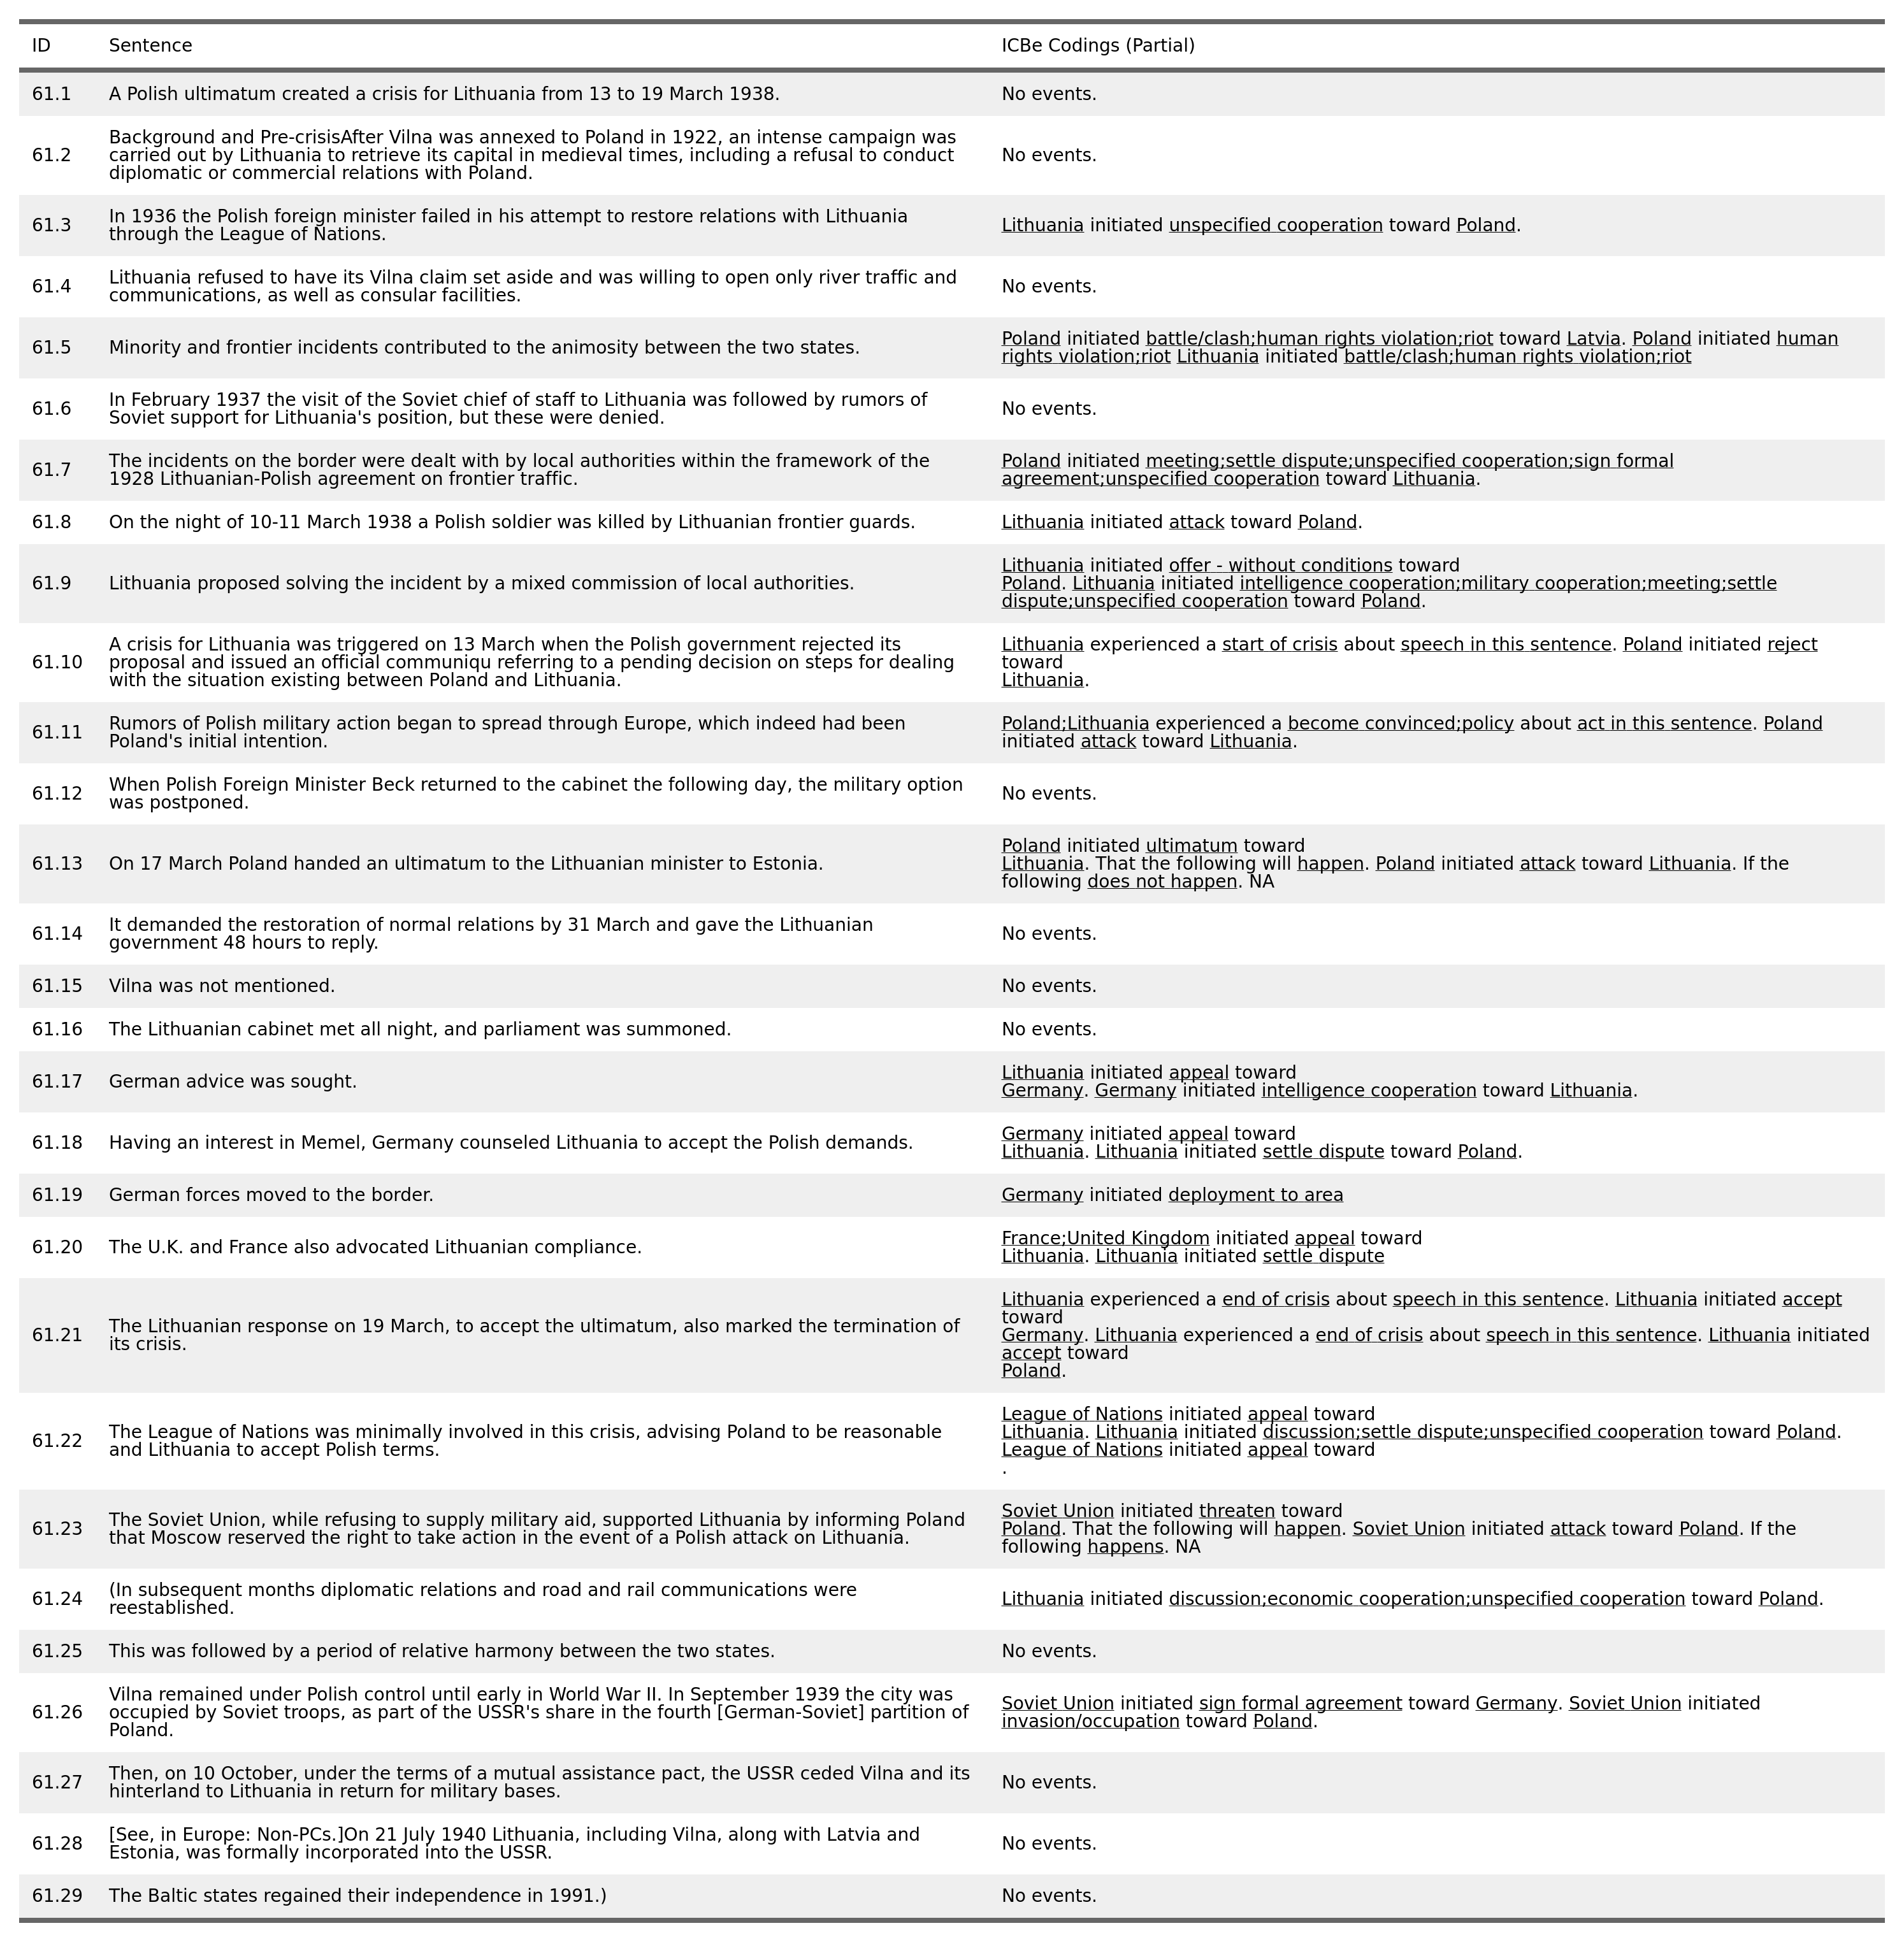 ID Sentence ICBe Codings (Partial)
61.1 A Polish ultimatum created a crisis for Lithuania from 13 to 19 March 1938. No events.
61.2 Background and Pre-crisisAfter Vilna was annexed to Poland in 1922, an intense campaign was
carried out by Lithuania to retrieve its capital in medieval times, including a refusal to conduct
diplomatic or commercial relations with Poland.
No events.
61.3 In 1936 the Polish foreign minister failed in his attempt to restore relations with Lithuania
through the League of Nations.
Lithuania initiated unspecified cooperation toward Poland.
61.4 Lithuania refused to have its Vilna claim set aside and was willing to open only river traffic and
communications, as well as consular facilities.
No events.
61.5 Minority and frontier incidents contributed to the animosity between the two states.
Poland initiated battle/clash;human rights violation;riot toward Latvia. Poland initiated human
rights violation;riot Lithuania initiated battle/clash;human rights violation;riot
61.6 In February 1937 the visit of the Soviet chief of staff to Lithuania was followed by rumors of
Soviet support for Lithuania's position, but these were denied.
No events.
61.7 The incidents on the border were dealt with by local authorities within the framework of the
1928 Lithuanian-Polish agreement on frontier traffic.
Poland initiated meeting;settle dispute;unspecified cooperation;sign formal
agreement;unspecified cooperation toward Lithuania.
61.8 On the night of 10-11 March 1938 a Polish soldier was killed by Lithuanian frontier guards. Lithuania initiated attack toward Poland.
61.9 Lithuania proposed solving the incident by a mixed commission of local authorities.
Lithuania initiated offer - without conditions toward
Poland. Lithuania initiated intelligence cooperation;military cooperation;meeting;settle
dispute;unspecified cooperation toward Poland.
61.10 A crisis for Lithuania was triggered on 13 March when the Polish government rejected its
proposal and issued an official communiqu referring to a pending decision on steps for dealing
with the situation existing between Poland and Lithuania.
Lithuania experienced a start of crisis about speech in this sentence. Poland initiated reject
toward
Lithuania.
61.11 Rumors of Polish military action began to spread through Europe, which indeed had been
Poland's initial intention.
Poland;Lithuania experienced a become convinced;policy about act in this sentence. Poland
initiated attack toward Lithuania.
61.12 When Polish Foreign Minister Beck returned to the cabinet the following day, the military option
was postponed.
No events.
61.13 On 17 March Poland handed an ultimatum to the Lithuanian minister to Estonia.
Poland initiated ultimatum toward
Lithuania. That the following will happen. Poland initiated attack toward Lithuania. If the
following does not happen. NA
61.14 It demanded the restoration of normal relations by 31 March and gave the Lithuanian
government 48 hours to reply.
No events.
61.15 Vilna was not mentioned. No events.
61.16 The Lithuanian cabinet met all night, and parliament was summoned. No events.
61.17 German advice was sought.
Lithuania initiated appeal toward
Germany. Germany initiated intelligence cooperation toward Lithuania.
61.18 Having an interest in Memel, Germany counseled Lithuania to accept the Polish demands.
Germany initiated appeal toward
Lithuania. Lithuania initiated settle dispute toward Poland.
61.19 German forces moved to the border. Germany initiated deployment to area
61.20 The U.K. and France also advocated Lithuanian compliance.
France;United Kingdom initiated appeal toward
Lithuania. Lithuania initiated settle dispute
61.21 The Lithuanian response on 19 March, to accept the ultimatum, also marked the termination of
its crisis.
Lithuania experienced a end of crisis about speech in this sentence. Lithuania initiated accept
toward
Germany. Lithuania experienced a end of crisis about speech in this sentence. Lithuania initiated
accept toward
Poland.
61.22 The League of Nations was minimally involved in this crisis, advising Poland to be reasonable
and Lithuania to accept Polish terms.
League of Nations initiated appeal toward
Lithuania. Lithuania initiated discussion;settle dispute;unspecified cooperation toward Poland.
League of Nations initiated appeal toward
.
61.23 The Soviet Union, while refusing to supply military aid, supported Lithuania by informing Poland
that Moscow reserved the right to take action in the event of a Polish attack on Lithuania.
Soviet Union initiated threaten toward
Poland. That the following will happen. Soviet Union initiated attack toward Poland. If the
following happens. NA
61.24 (In subsequent months diplomatic relations and road and rail communications were
reestablished.
Lithuania initiated discussion;economic cooperation;unspecified cooperation toward Poland.
61.25 This was followed by a period of relative harmony between the two states. No events.
61.26 Vilna remained under Polish control until early in World War II. In September 1939 the city was
occupied by Soviet troops, as part of the USSR's share in the fourth [German-Soviet] partition of
Poland.
Soviet Union initiated sign formal agreement toward Germany. Soviet Union initiated
invasion/occupation toward Poland.
61.27 Then, on 10 October, under the terms of a mutual assistance pact, the USSR ceded Vilna and its
hinterland to Lithuania in return for military bases.
No events.
61.28 [See, in Europe: Non-PCs.]On 21 July 1940 Lithuania, including Vilna, along with Latvia and
Estonia, was formally incorporated into the USSR.
No events.
61.29 The Baltic states regained their independence in 1991.) No events.